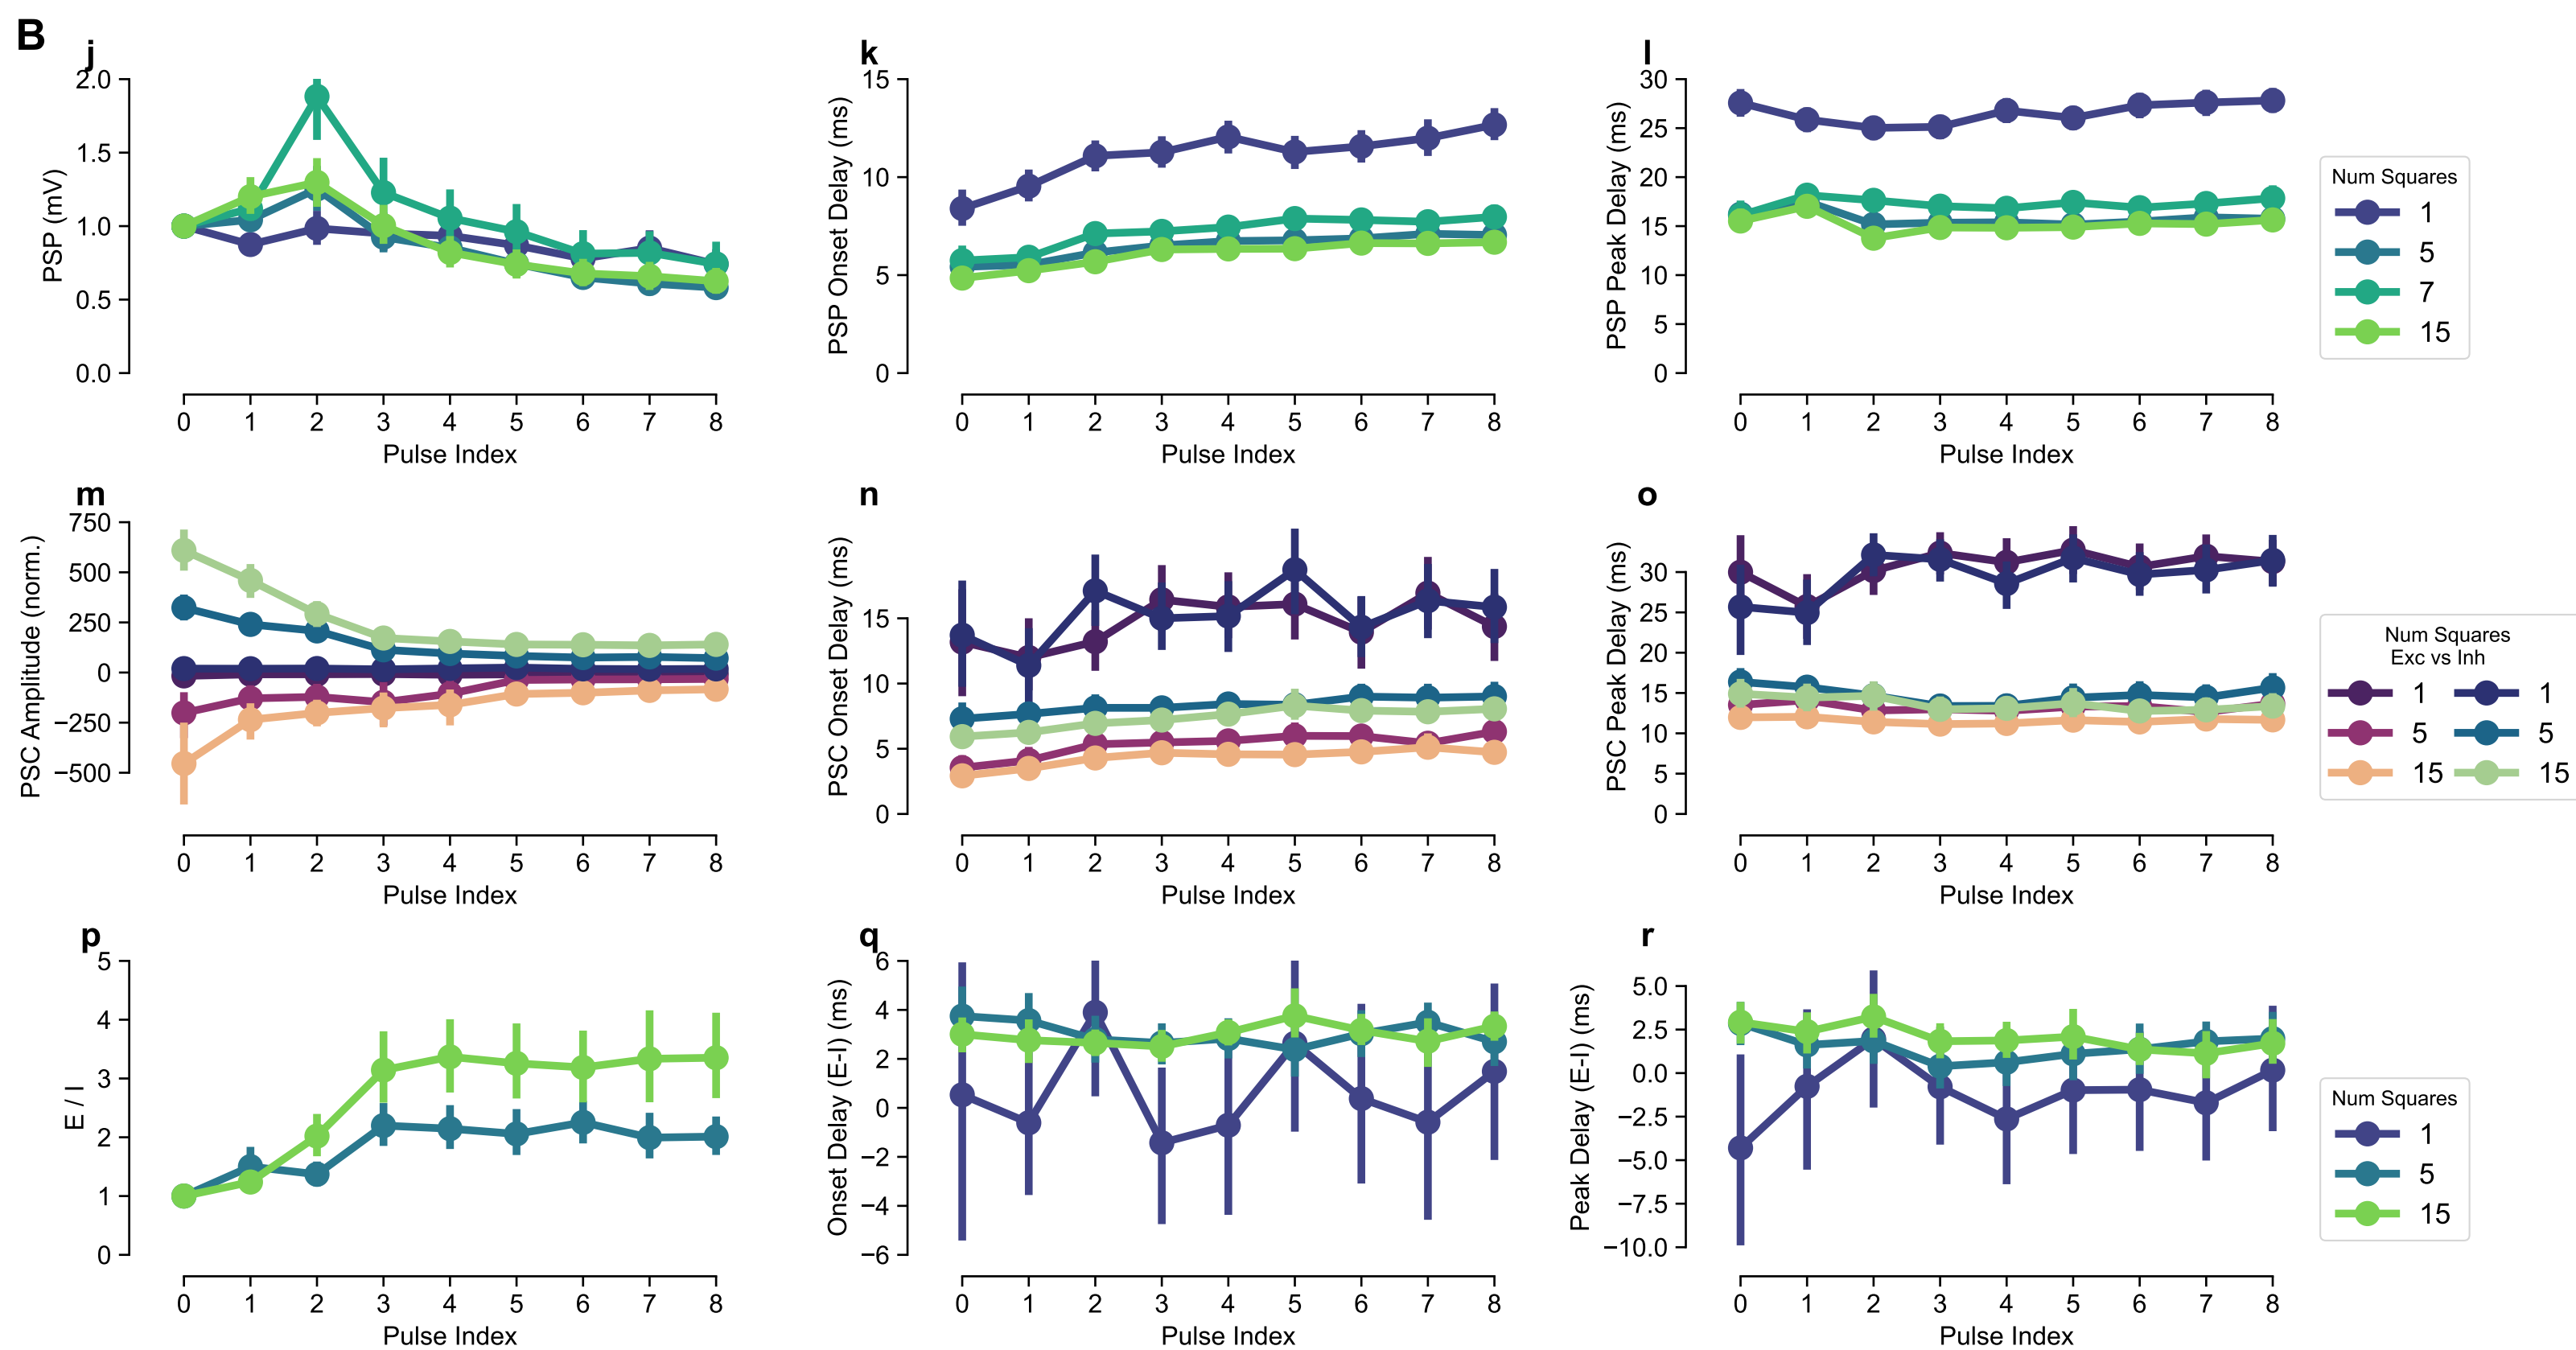 B
j
PSP (mV)
2.0
1.5
1.0
0.5
0.0
0 1 2 3 4 5 6 7 8
Pulse Index
k
PSP Onset Delay (ms)
15
10
5
0
0 1 2 3 4 5 6 7 8
Pulse Index
l
PSP Peak Delay (ms)
30
25
20
15
10
5
0
0 1 2 3 4 5 6 7 8
Pulse Index
Num Squares
1
5
7
15
m
PSC Amplitude (norm.)
750
500
250
0
−250
−500
0 1 2 3 4 5 6 7 8
Pulse Index
n
PSC Onset Delay (ms)
15
10
5
0
0 1 2 3 4 5 6 7 8
Pulse Index
o
PSC Peak Delay (ms)
30
25
20
15
10
5
0
0 1 2 3 4 5 6 7 8
Pulse Index
Num Squares
Exc vs Inh
1 1
5 5
15 15
p
E / I
5
4
3
2
1
0
0 1 2 3 4 5 6 7 8
Pulse Index
q
Onset Delay (E-I) (ms)
6
4
2
0
−2
−4
−6
0 1 2 3 4 5 6 7 8
Pulse Index
r
Peak Delay (E-I) (ms)
5.0
2.5
0.0
−2.5
−5.0
−7.5
−10.0
0 1 2 3 4 5 6 7 8
Pulse Index
Num Squares
1
5
15